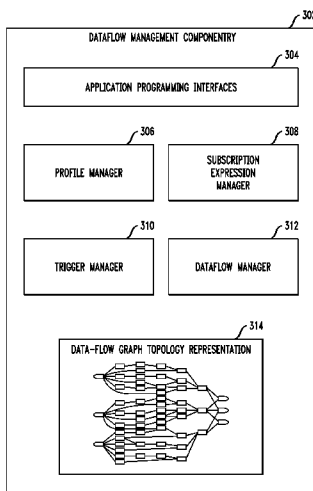 DATAFLOW MANAGEMENT COMPONENTRY
304
APPLICATION PROGRAMMING INTERFACES
306
308
PROFILE MANAGER
SUBSCRIPTION
EXPRESSION
MANAGER
310
312
TRIGGER MANAGER
DATAFLOW MANAGER
314
DATA-FLOW GRAPH TOPOLOGY REPRESENTATION